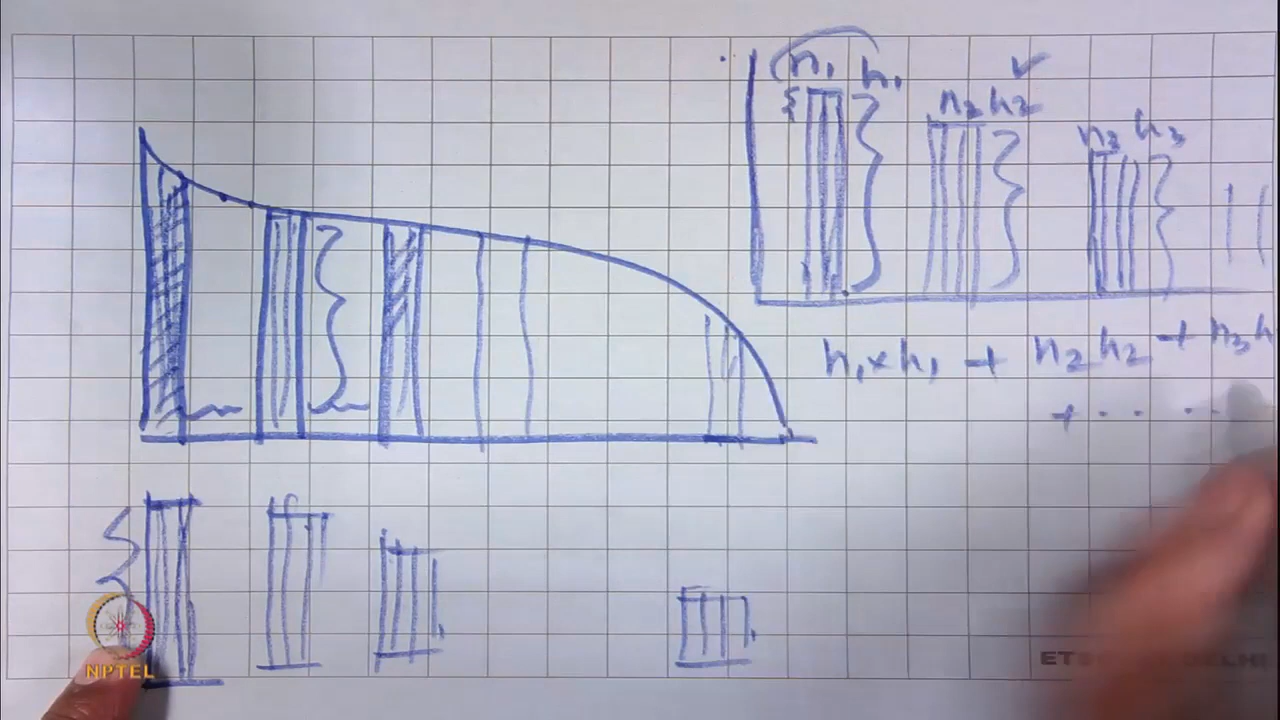 n₁ h₁
n₂ h₂ ✓
n₃ h₃
n₁ × h₁ + n₂ h₂ + n₃ h
+ . . . . .
NPTEL